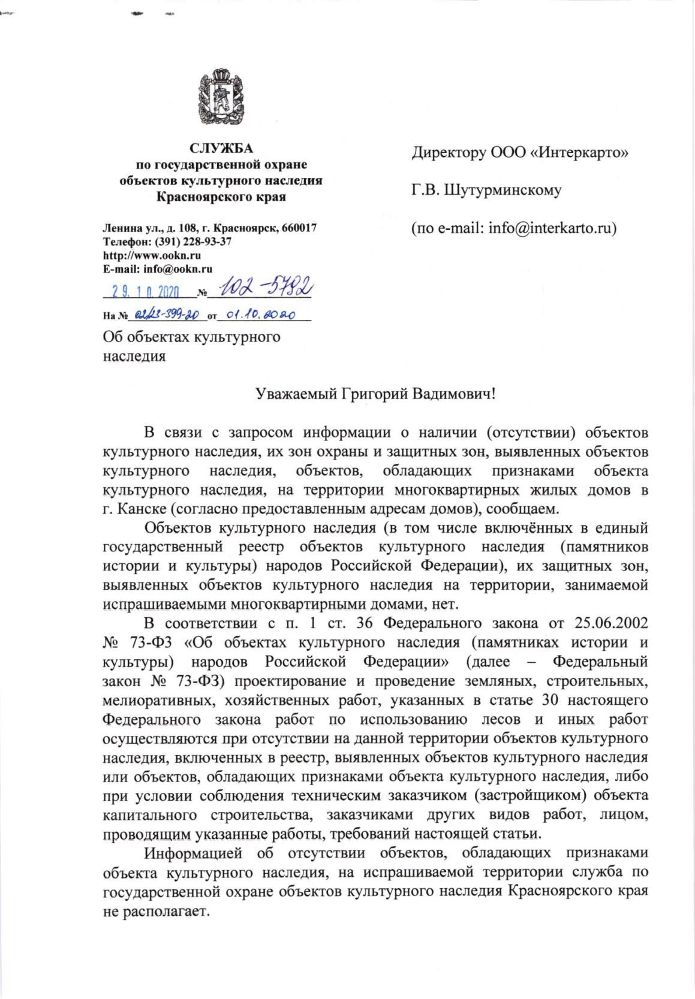 СЛУЖБА
по государственной охране
объектов культурного наследия
Красноярского края
Ленина ул., д. 108, г. Красноярск, 660017
Телефон: (391) 228-93-37
http://www.ookn.ru
E-mail: info@ookn.ru
29.10.2020 № 102-5792
На № 02/23-399-20 от 01.10.2020
Об объектах культурного
наследия
Директору ООО «Интеркарто»
Г.В. Шутурминскому
(по e-mail: info@interkarto.ru)
Уважаемый Григорий Вадимович!
В связи с запросом информации о наличии (отсутствии) объектов
культурного наследия, их зон охраны и защитных зон, выявленных объектов
культурного наследия, объектов, обладающих признаками объекта
культурного наследия, на территории многоквартирных жилых домов в
г. Канске (согласно предоставленным адресам домов), сообщаем.
Объектов культурного наследия (в том числе включённых в единый
государственный реестр объектов культурного наследия (памятников
истории и культуры) народов Российской Федерации), их защитных зон,
выявленных объектов культурного наследия на территории, занимаемой
испрашиваемыми многоквартирными домами, нет.
В соответствии с п. 1 ст. 36 Федерального закона от 25.06.2002
№ 73-ФЗ «Об объектах культурного наследия (памятниках истории и
культуры) народов Российской Федерации» (далее – Федеральный
закон № 73-ФЗ) проектирование и проведение земляных, строительных,
мелиоративных, хозяйственных работ, указанных в статье 30 настоящего
Федерального закона работ по использованию лесов и иных работ
осуществляются при отсутствии на данной территории объектов культурного
наследия, включенных в реестр, выявленных объектов культурного наследия
или объектов, обладающих признаками объекта культурного наследия, либо
при условии соблюдения техническим заказчиком (застройщиком) объекта
капитального строительства, заказчиками других видов работ, лицом,
проводящим указанные работы, требований настоящей статьи.
Информацией об отсутствии объектов, обладающих признаками
объекта культурного наследия, на испрашиваемой территории служба по
государственной охране объектов культурного наследия Красноярского края
не располагает.